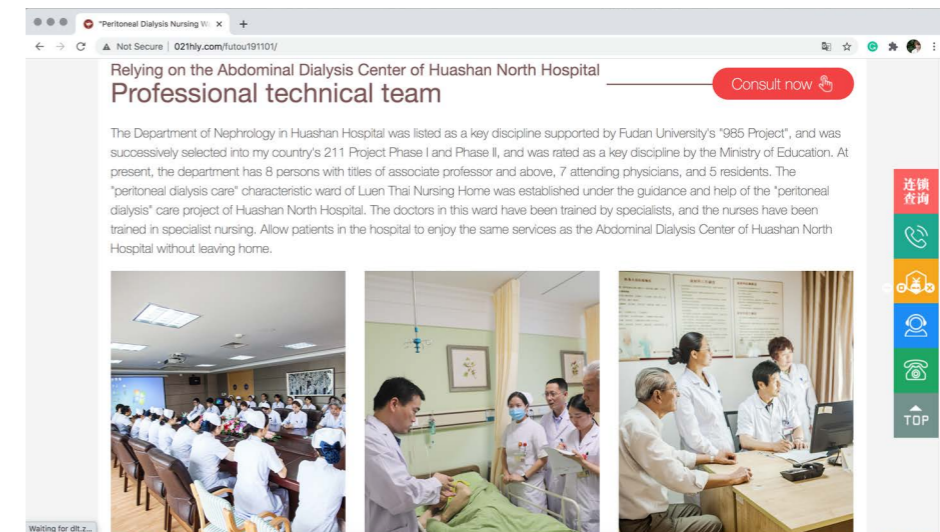 "Peritoneal Dialysis Nursing W
Not Secure | 021hly.com/futou191101/
Relying on the Abdominal Dialysis Center of Huashan North Hospital
Professional technical team
Consult now
The Department of Nephrology in Huashan Hospital was listed as a key discipline supported by Fudan University's "985 Project", and was
successively selected into my country's 211 Project Phase I and Phase II, and was rated as a key discipline by the Ministry of Education. At
present, the department has 8 persons with titles of associate professor and above, 7 attending physicians, and 5 residents. The
"peritoneal dialysis care" characteristic ward of Luen Thai Nursing Home was established under the guidance and help of the "peritoneal
dialysis" care project of Huashan North Hospital. The doctors in this ward have been trained by specialists, and the nurses have been
trained in specialist nursing. Allow patients in the hospital to enjoy the same services as the Abdominal Dialysis Center of Huashan North
Hospital without leaving home.
连锁
查询
TOP
Waiting for dlt.z...